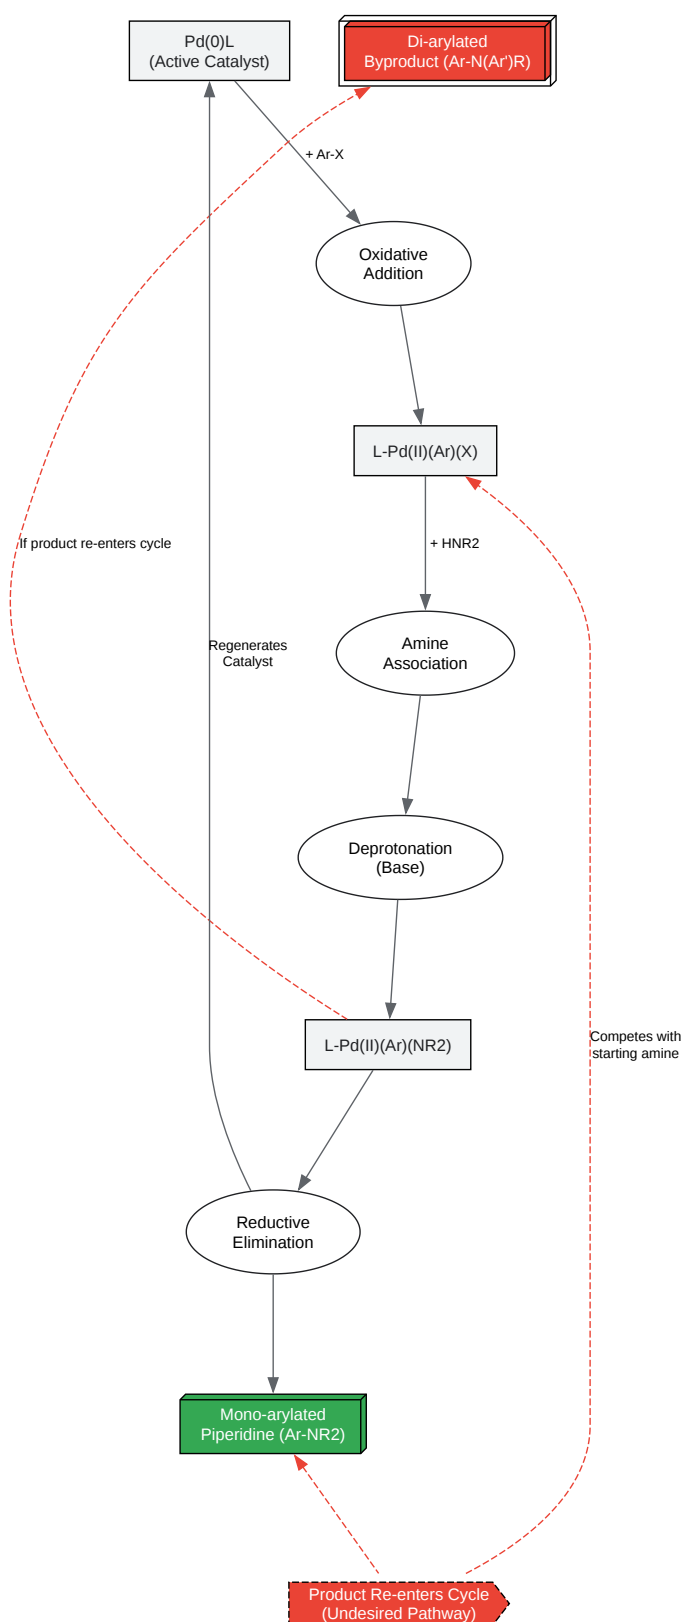 Pd(0)L
(Active Catalyst)
Di-arylated
Byproduct (Ar-N(Ar')R)
+ Ar-X
Oxidative
Addition
L-Pd(II)(Ar)(X)
If product re-enters cycle
+ HNR2
Regenerates
Catalyst
Amine
Association
Deprotonation
(Base)
L-Pd(II)(Ar)(NR2)
Competes with
starting amine
Reductive
Elimination
Mono-arylated
Piperidine (Ar-NR2)
Product Re-enters Cycle
(Undesired Pathway)